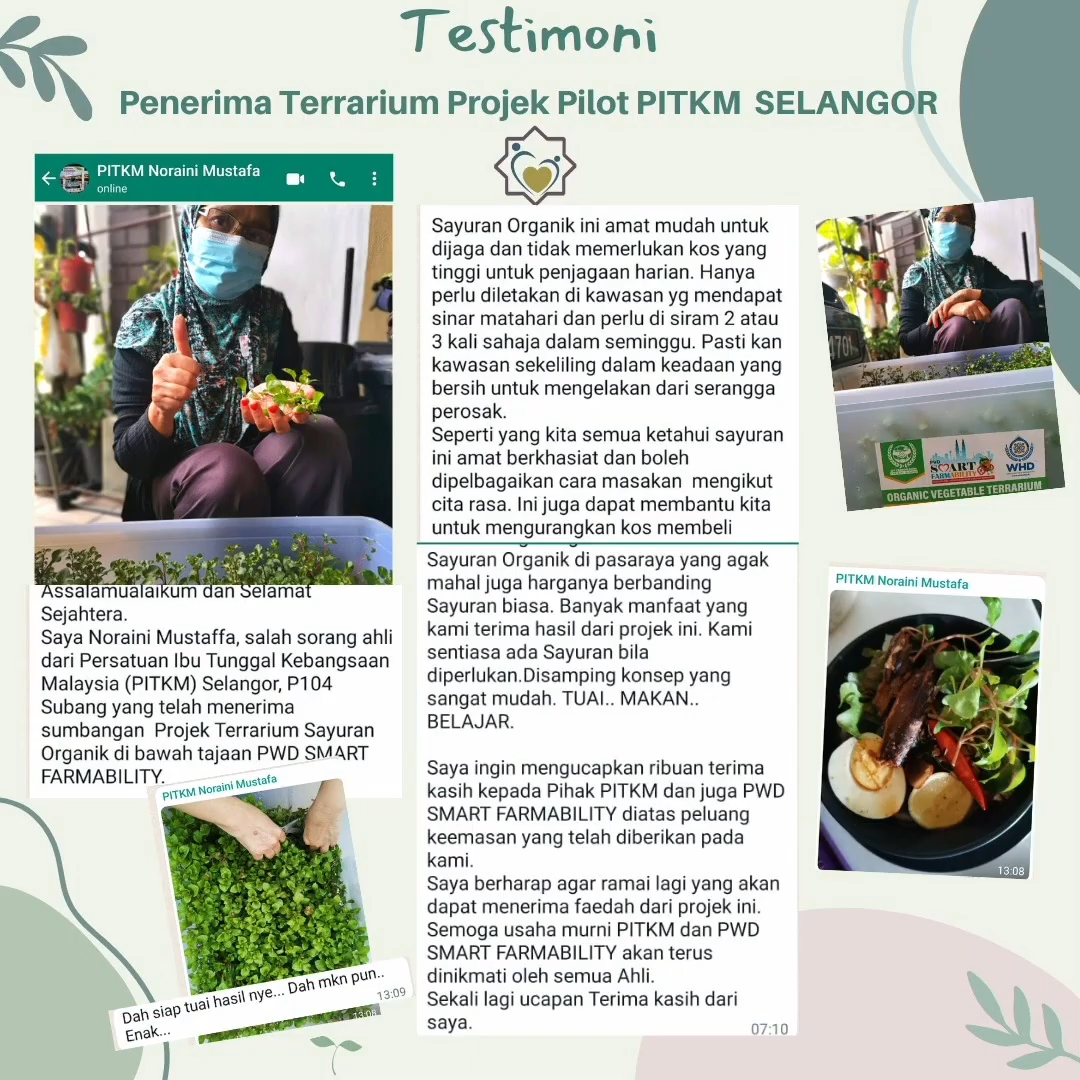 Testimoni
Penerima Terrarium Projek Pilot PITKM SELANGOR
PITKM Noraini Mustafa
online
Assalamualaikum dan Selamat
Sejahtera.
Saya Noraini Mustaffa, salah sorang ahli
dari Persatuan Ibu Tunggal Kebangsaan
Malaysia (PITKM) Selangor, P104
Subang yang telah menerima
sumbangan Projek Terrarium Sayuran
Organik di bawah tajaan PWD SMART
FARMABILITY.
PITKM Noraini Mustafa
13:08
Dah siap tuai hasil nye... Dah mkn pun..
Enak...
13:09
Sayuran Organik ini amat mudah untuk
dijaga dan tidak memerlukan kos yang
tinggi untuk penjagaan harian. Hanya
perlu diletakan di kawasan yg mendapat
sinar matahari dan perlu di siram 2 atau
3 kali sahaja dalam seminggu. Pasti kan
kawasan sekeliling dalam keadaan yang
bersih untuk mengelakan dari serangga
perosak.
Seperti yang kita semua ketahui sayuran
ini amat berkhasiat dan boleh
dipelbagaikan cara masakan mengikut
cita rasa. Ini juga dapat membantu kita
untuk mengurangkan kos membeli
Sayuran Organik di pasaraya yang agak
mahal juga harganya berbanding
Sayuran biasa. Banyak manfaat yang
kami terima hasil dari projek ini. Kami
sentiasa ada Sayuran bila
diperlukan.Disamping konsep yang
sangat mudah. TUAI.. MAKAN..
BELAJAR.
Saya ingin mengucapkan ribuan terima
kasih kepada Pihak PITKM dan juga PWD
SMART FARMABILITY diatas peluang
keemasan yang telah diberikan pada
kami.
Saya berharap agar ramai lagi yang akan
dapat menerima faedah dari projek ini.
Semoga usaha murni PITKM dan PWD
SMART FARMABILITY akan terus
dinikmati oleh semua Ahli.
Sekali lagi ucapan Terima kasih dari
saya.
07:10
SMART
FARMABILITY
WHD
ORGANIC VEGETABLE TERRARIUM
PITKM Noraini Mustafa
13:08